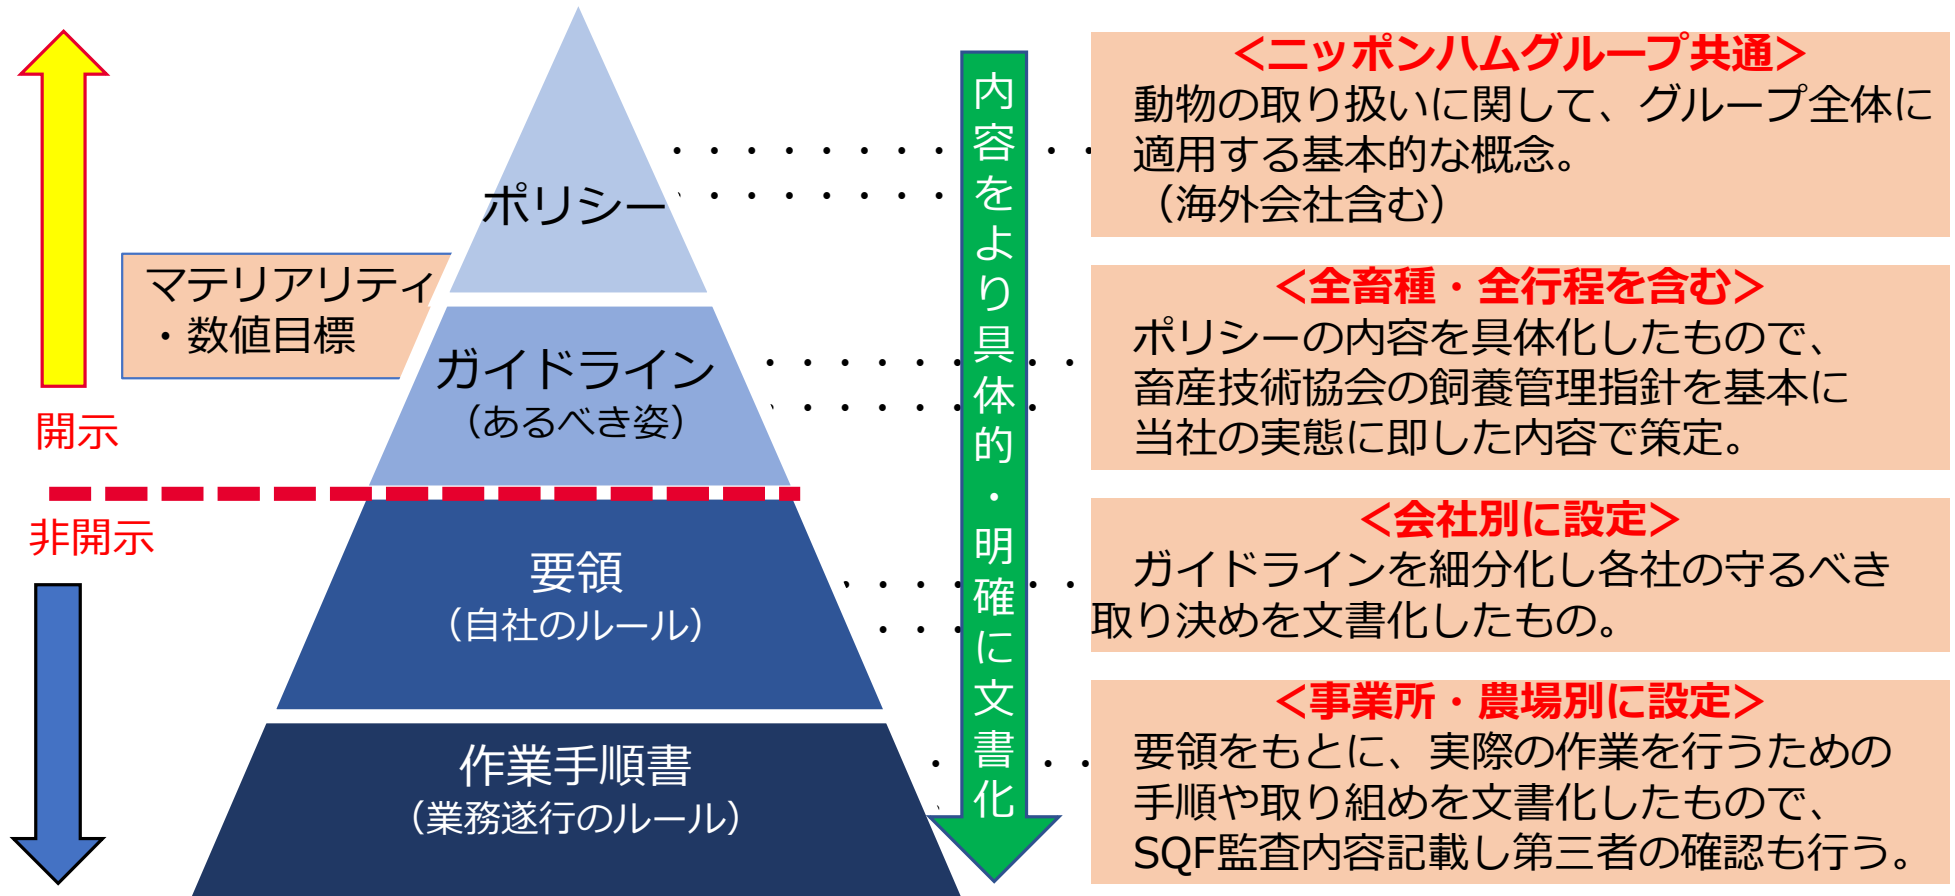 ポリシー
マテリアリティ
・数値目標
ガイドライン
（あるべき姿）
開示
非開示
要領
（自社のルール）
作業手順書
（業務遂行のルール）
内容をより具体的・明確に文書化
＜ニッポンハムグループ共通＞
動物の取り扱いに関して、グループ全体に
適用する基本的な概念。
（海外会社含む）
＜全畜種・全行程を含む＞
ポリシーの内容を具体化したもので、
畜産技術協会の飼養管理指針を基本に
当社の実態に即した内容で策定。
＜会社別に設定＞
ガイドラインを細分化し各社の守るべき
取り決めを文書化したもの。
＜事業所・農場別に設定＞
要領をもとに、実際の作業を行うための
手順や取り組めを文書化したもので、
SQF監査内容記載し第三者の確認も行う。